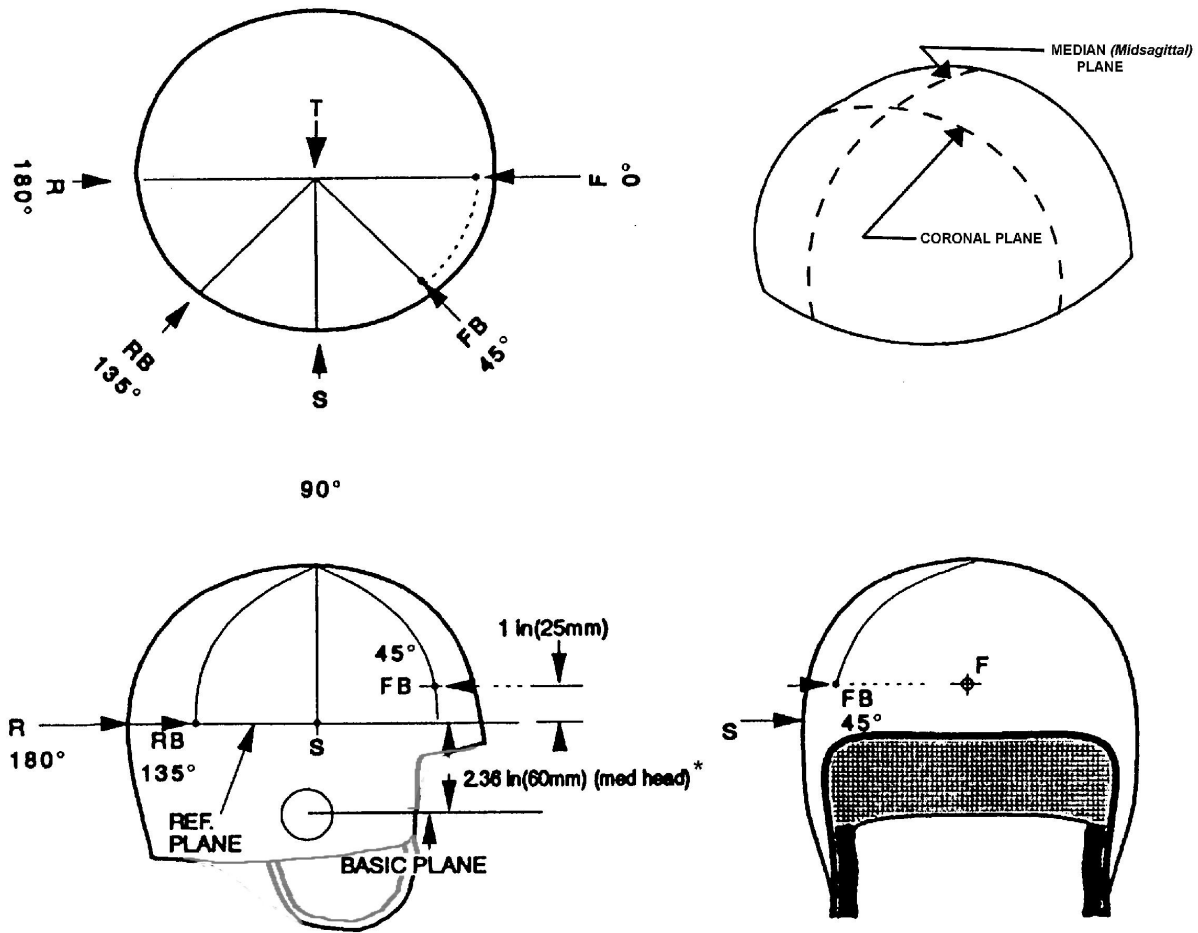 T
R
180°
F
0°
RB
135°
S
FB
45°
90°
MEDIAN (Midsagittal)
PLANE
CORONAL PLANE
1 in(25mm)
45°
FB
R
180°
RB
135°
S
2.36 in(60mm) (med head)*
REF.
PLANE
BASIC PLANE
F
FB
45°
S